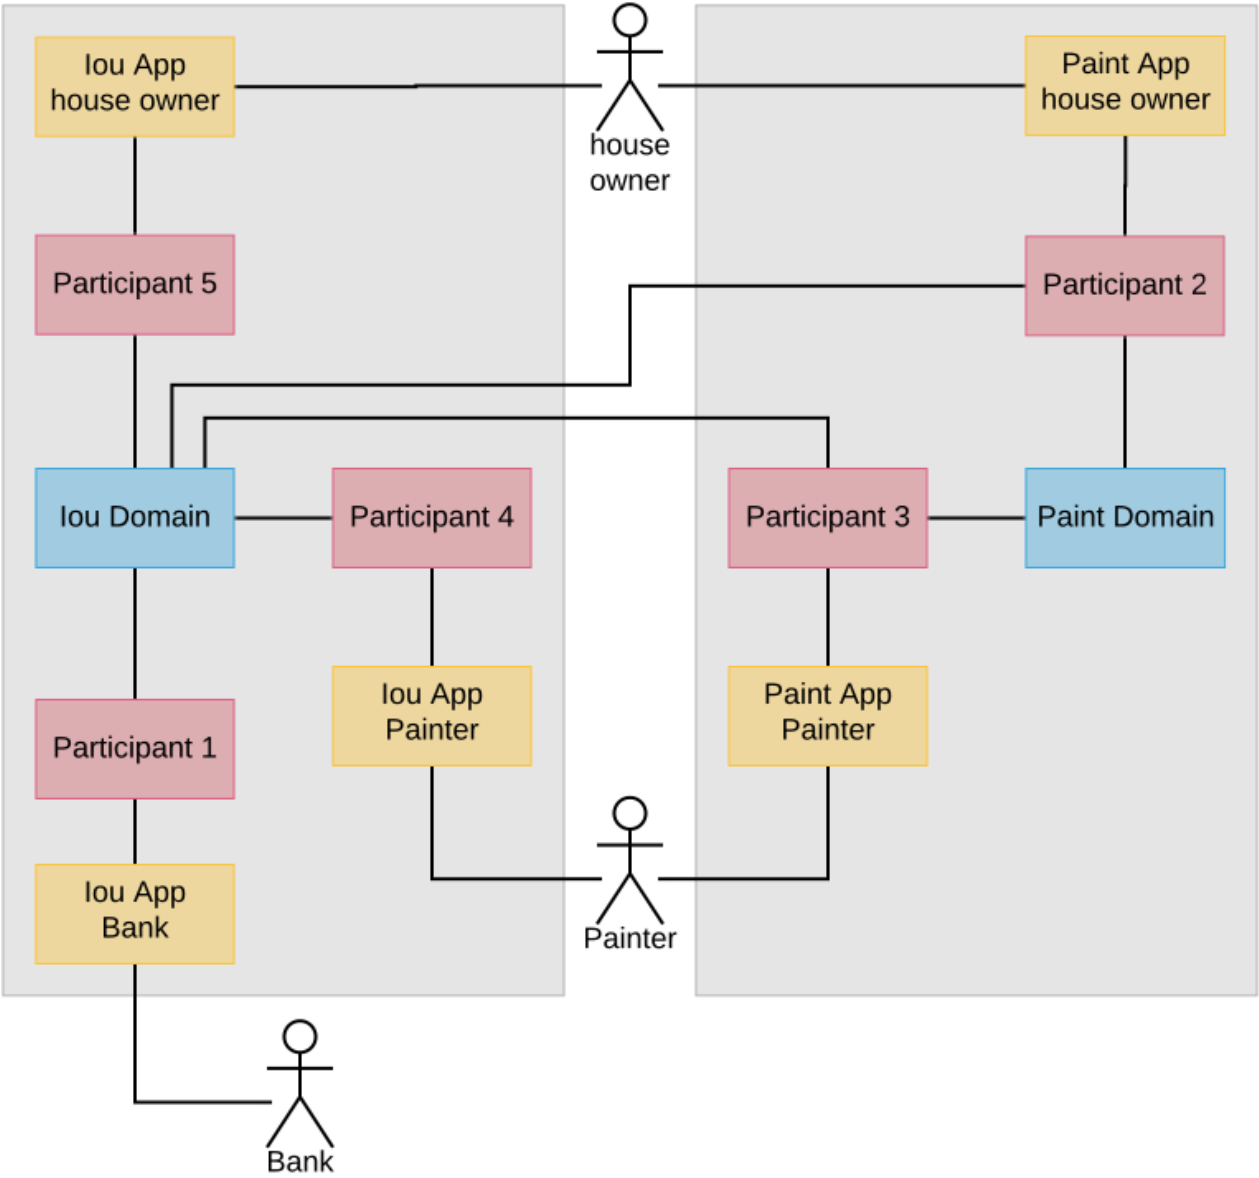 Iou App
house owner
house
owner
Paint App
house owner
Participant 5
Participant 2
Iou Domain
Participant 4
Participant 3
Paint Domain
Iou App
Painter
Paint App
Painter
Participant 1
Iou App
Bank
Painter
Bank